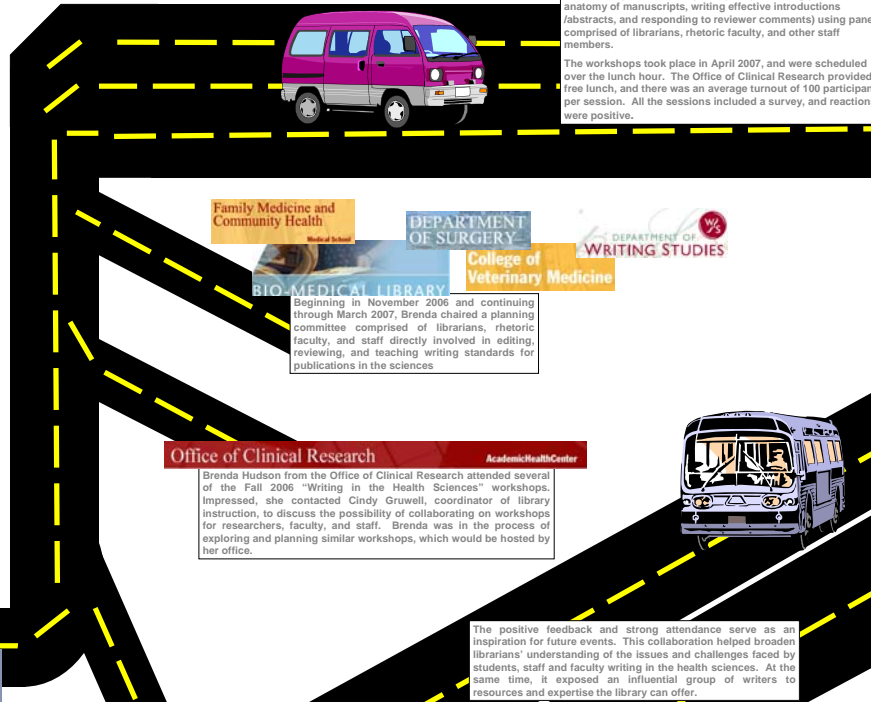 anatomy of manuscripts, writing effective introductions
/abstracts, and responding to reviewer comments) using
comprised of librarians, rhetoric faculty, and other staff
members.
The workshops took place in April 2007, and were scheduled
over the lunch hour. The Office of Clinical Research provided
free lunch, and there was an average turnout of 100
per session. All the sessions included a survey, and
were positive.
Family Medicine and
Community Health
Medical School
DEPARTMENT
OF SURGERY
DEPARTMENT OF
WRITING STUDIES
WS
College of
Veterinary Medicine
BIO-MEDICAL LIBRARY
Beginning in November 2006 and continuing
through March 2007, Brenda chaired a planning
committee comprised of librarians, rhetoric
faculty, and staff directly involved in editing,
reviewing, and teaching writing standards for
publications in the sciences
Office of Clinical Research
AcademicHealthCenter
Brenda Hudson from the Office of Clinical Research attended several
of the Fall 2006 “Writing in the Health Sciences” workshops.
Impressed, she contacted Cindy Gruwell, coordinator of library
instruction, to discuss the possibility of collaborating on workshops
for researchers, faculty, and staff. Brenda was in the process of
exploring and planning similar workshops, which would be hosted by
her office.
The positive feedback and strong attendance serve as an
inspiration for future events. This collaboration helped broaden
librarians' understanding of the issues and challenges faced by
students, staff and faculty writing in the health sciences. At the
same time, it exposed an influential group of writers to
resources and expertise the library can offer.